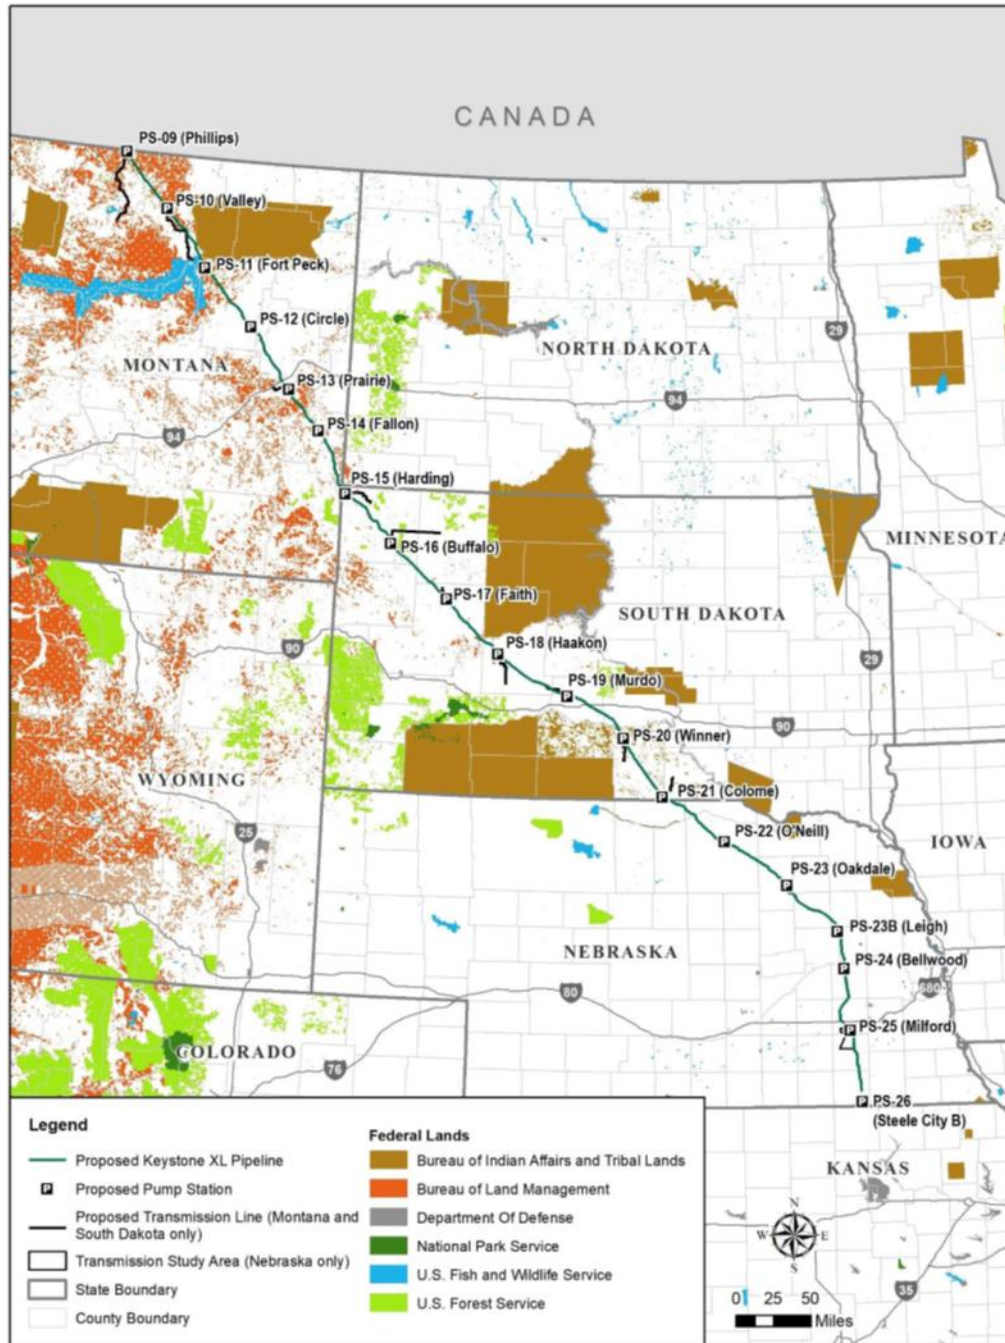 CANADA
PS-09 (Phillips)
PS-10 (Valley)
PS-11 (Fort Peck)
PS-12 (Circle)
29
NORTH DAKOTA
MONTANA
PS-13 (Prairie)
94
PS-14 (Fallon)
94
PS-15 (Harding)
MINNESOTA
PS-16 (Buffalo)
PS-17 (Faith)
SOUTH DAKOTA
90
PS-18 (Haakon)
29
PS-19 (Murdo)
90
PS-20 (Winner)
WYOMING
PS-21 (Colome)
25
PS-22 (O'Neill)
IOWA
PS-23 (Oakdale)
PS-23B (Leigh)
NEBRASKA
PS-24 (Bellwood)
80
680
PS-25 (Milford)
COLORADO
76
PS-26
(Steele City B)
KANSAS
35
N
W E
S
0 25 50
Miles
Legend
Proposed Keystone XL Pipeline
P Proposed Pump Station
Proposed Transmission Line (Montana and
South Dakota only)
Transmission Study Area (Nebraska only)
State Boundary
County Boundary
Federal Lands
Bureau of Indian Affairs and Tribal Lands
Bureau of Land Management
Department Of Defense
National Park Service
U.S. Fish and Wildlife Service
U.S. Forest Service